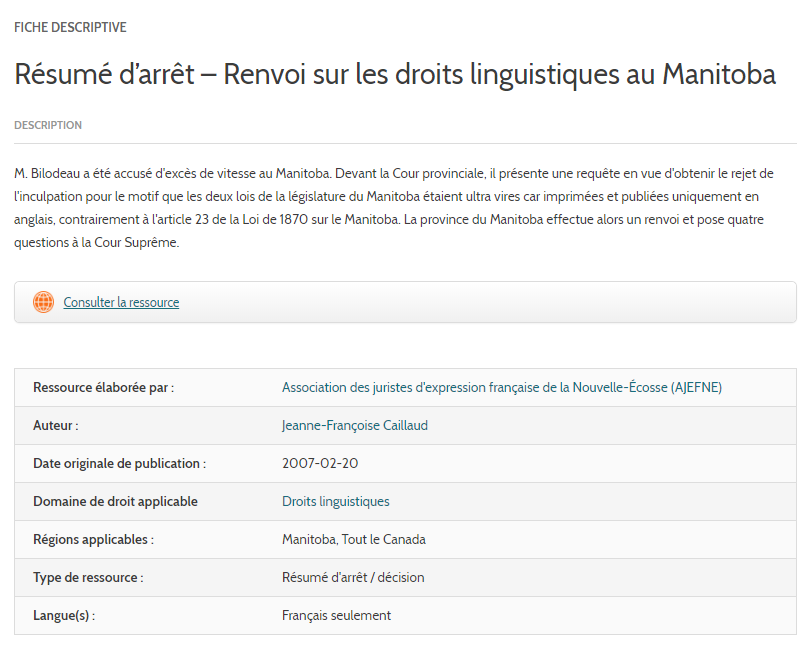 FICHE DESCRIPTIVE
Résumé d’arrêt – Renvoi sur les droits linguistiques au Manitoba
DESCRIPTION
M. Bilodeau a été accusé d'excès de vitesse au Manitoba. Devant la Cour provinciale, il présente une requête en vue d'obtenir le rejet de
l'inculpation pour le motif que les deux lois de la législature du Manitoba étaient ultra vires car imprimées et publiées uniquement en
anglais, contrairement à l'article 23 de la Loi de 1870 sur le Manitoba. La province du Manitoba effectue alors un renvoi et pose quatre
questions à la Cour Suprême.
Consulter la ressource
Ressource élaborée par : Association des juristes d'expression française de la Nouvelle-Écosse (AJEFNE)
Auteur : Jeanne-Françoise Caillaud
Date originale de publication : 2007-02-20
Domaine de droit applicable Droits linguistiques
Régions applicables : Manitoba, Tout le Canada
Type de ressource : Résumé d'arrêt / décision
Langue(s) : Français seulement